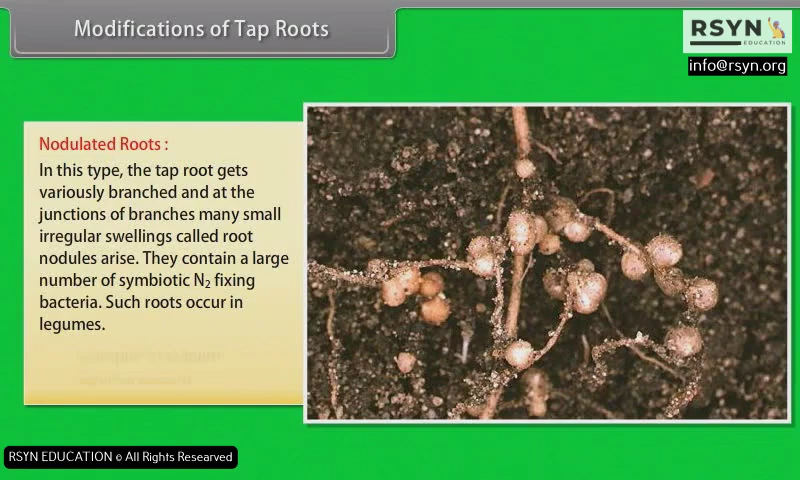 Modifications of Tap Roots
RSYN
EDUCATION
info@rsyn.org
Nodulated Roots :
In this type, the tap root gets
variously branched and at the
junctions of branches many small
irregular swellings called root
nodules arise. They contain a large
number of symbiotic N₂ fixing
bacteria. Such roots occur in
legumes.
RSYN EDUCATION © All Rights Researved